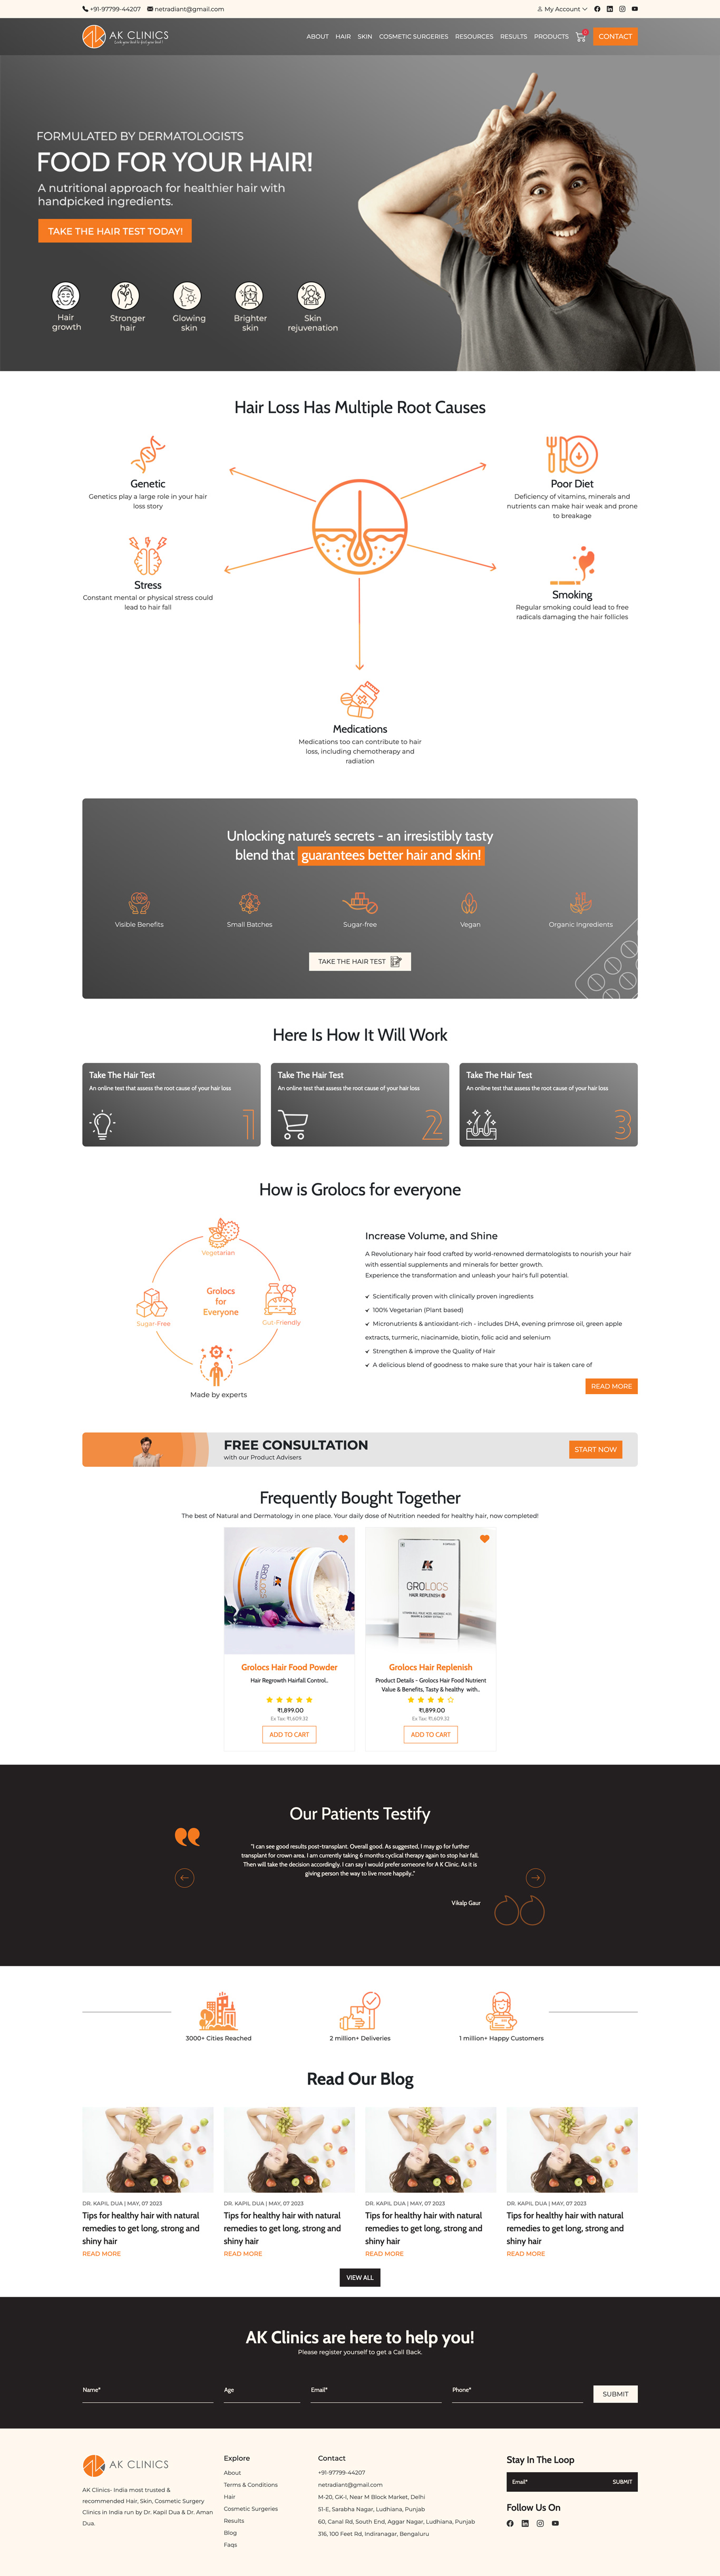 +91-97799-44207 netradiant@gmail.com My Account
AK CLINICS
ABOUT HAIR SKIN COSMETIC SURGERIES RESOURCES RESULTS PRODUCTS CONTACT
FORMULATED BY DERMATOLOGISTS
FOOD FOR YOUR HAIR!
A nutritional approach for healthier hair with
handpicked ingredients.
TAKE THE HAIR TEST TODAY!
Hair
growth
Stronger
hair
Glowing
skin
Brighter
skin
Skin
rejuvenation
Hair Loss Has Multiple Root Causes
Genetic
Genetics play a large role in your hair
loss story
Poor Diet
Deficiency of vitamins, minerals and
nutrients can make hair weak and prone
to breakage
Stress
Constant mental or physical stress could
lead to hair fall
Smoking
Regular smoking could lead to free
radicals damaging the hair follicles
Medications
Medications too can contribute to hair
loss, including chemotherapy and
radiation
Unlocking nature's secrets - an irresistibly tasty
blend that guarantees better hair and skin!
Visible Benefits
Small Batches
Sugar-free
Vegan
Organic Ingredients
TAKE THE HAIR TEST
Here Is How It Will Work
Take The Hair Test
An online test that assess the root cause of your hair loss
1
Take The Hair Test
An online test that assess the root cause of your hair loss
2
Take The Hair Test
An online test that assess the root cause of your hair loss
3
How is Grolocs for everyone
Vegetarian
Sugar-Free
Grolocs
for
Everyone
Gut-Friendly
Made by experts
Increase Volume, and Shine
A Revolutionary hair food crafted by world-renowned dermatologists to nourish your hair
with essential supplements and minerals for better growth.
Experience the transformation and unleash your hair's full potential.
Scientifically proven with clinically proven ingredients
100% Vegetarian (Plant based)
Micronutrients & antioxidant-rich - includes DHA, evening primrose oil, green apple
extracts, turmeric, niacinamide, biotin, folic acid and selenium
Strengthen & improve the Quality of Hair
A delicious blend of goodness to make sure that your hair is taken care of
READ MORE
FREE CONSULTATION
with our Product Advisers
START NOW
Frequently Bought Together
The best of Natural and Dermatology in one place. Your daily dose of Nutrition needed for healthy hair, now completed!
GROLOCS
AK
GROLOCS
HAIR REPLENISH
Grolocs Hair Food Powder
Hair Regrowth Hairfall Control..
₹1,899.00
Ex Tax: ₹1,609.32
ADD TO CART
Grolocs Hair Replenish
Product Details - Grolocs Hair Food Nutrient
Value & Benefits, Tasty & healthy with..
₹1,899.00
Ex Tax: ₹1,609.32
ADD TO CART
Our Patients Testify
"I can see good results post-transplant. Overall good. As suggested, I may go for further
transplant for crown area. I am currently taking 6 months cyclical therapy again to stop hair fall.
Then will take the decision accordingly. I can say I would prefer someone for A K Clinic. As it is
giving person the way to live more happily.."
Vikalp Gaur
3000+ Cities Reached
2 million+ Deliveries
1 million+ Happy Customers
Read Our Blog
DR. KAPIL DUA | MAY, 07 2023
Tips for healthy hair with natural
remedies to get long, strong and
shiny hair
READ MORE
DR. KAPIL DUA | MAY, 07 2023
Tips for healthy hair with natural
remedies to get long, strong and
shiny hair
READ MORE
DR. KAPIL DUA | MAY, 07 2023
Tips for healthy hair with natural
remedies to get long, strong and
shiny hair
READ MORE
DR. KAPIL DUA | MAY, 07 2023
Tips for healthy hair with natural
remedies to get long, strong and
shiny hair
READ MORE
VIEW ALL
AK Clinics are here to help you!
Please register yourself to get a Call Back.
Name* Age Email* Phone* SUBMIT
AK CLINICS
AK Clinics- India most trusted &
recommended Hair, Skin, Cosmetic Surgery
Clinics in India run by Dr. Kapil Dua & Dr. Aman
Dua.
Explore
About
Terms & Conditions
Hair
Cosmetic Surgeries
Results
Blog
Faqs
Contact
+91-97799-44207
netradiant@gmail.com
M-20, GK-I, Near M Block Market, Delhi
51-E, Sarabha Nagar, Ludhiana, Punjab
60, Canal Rd, South End, Aggar Nagar, Ludhiana, Punjab
316, 100 Feet Rd, Indiranagar, Bengaluru
Stay In The Loop
Email* SUBMIT
Follow Us On